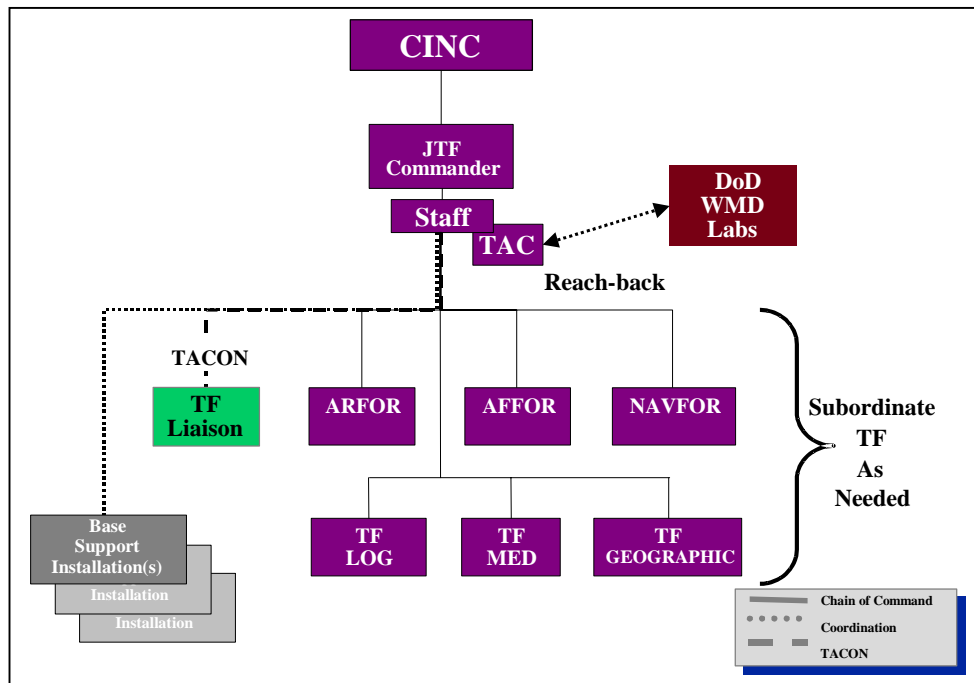 CINC
JTF
Commander
Staff
TAC
DoD
WMD
Labs
Reach-back
TACON
TF
Liaison
ARFOR
AFFOR
NAVFOR
Subordinate
TF
As
Needed
Base
Support
Installation(s)
Installation
Installation
TF
LOG
TF
MED
TF
GEOGRAPHIC
Chain of Command
Coordination
TACON